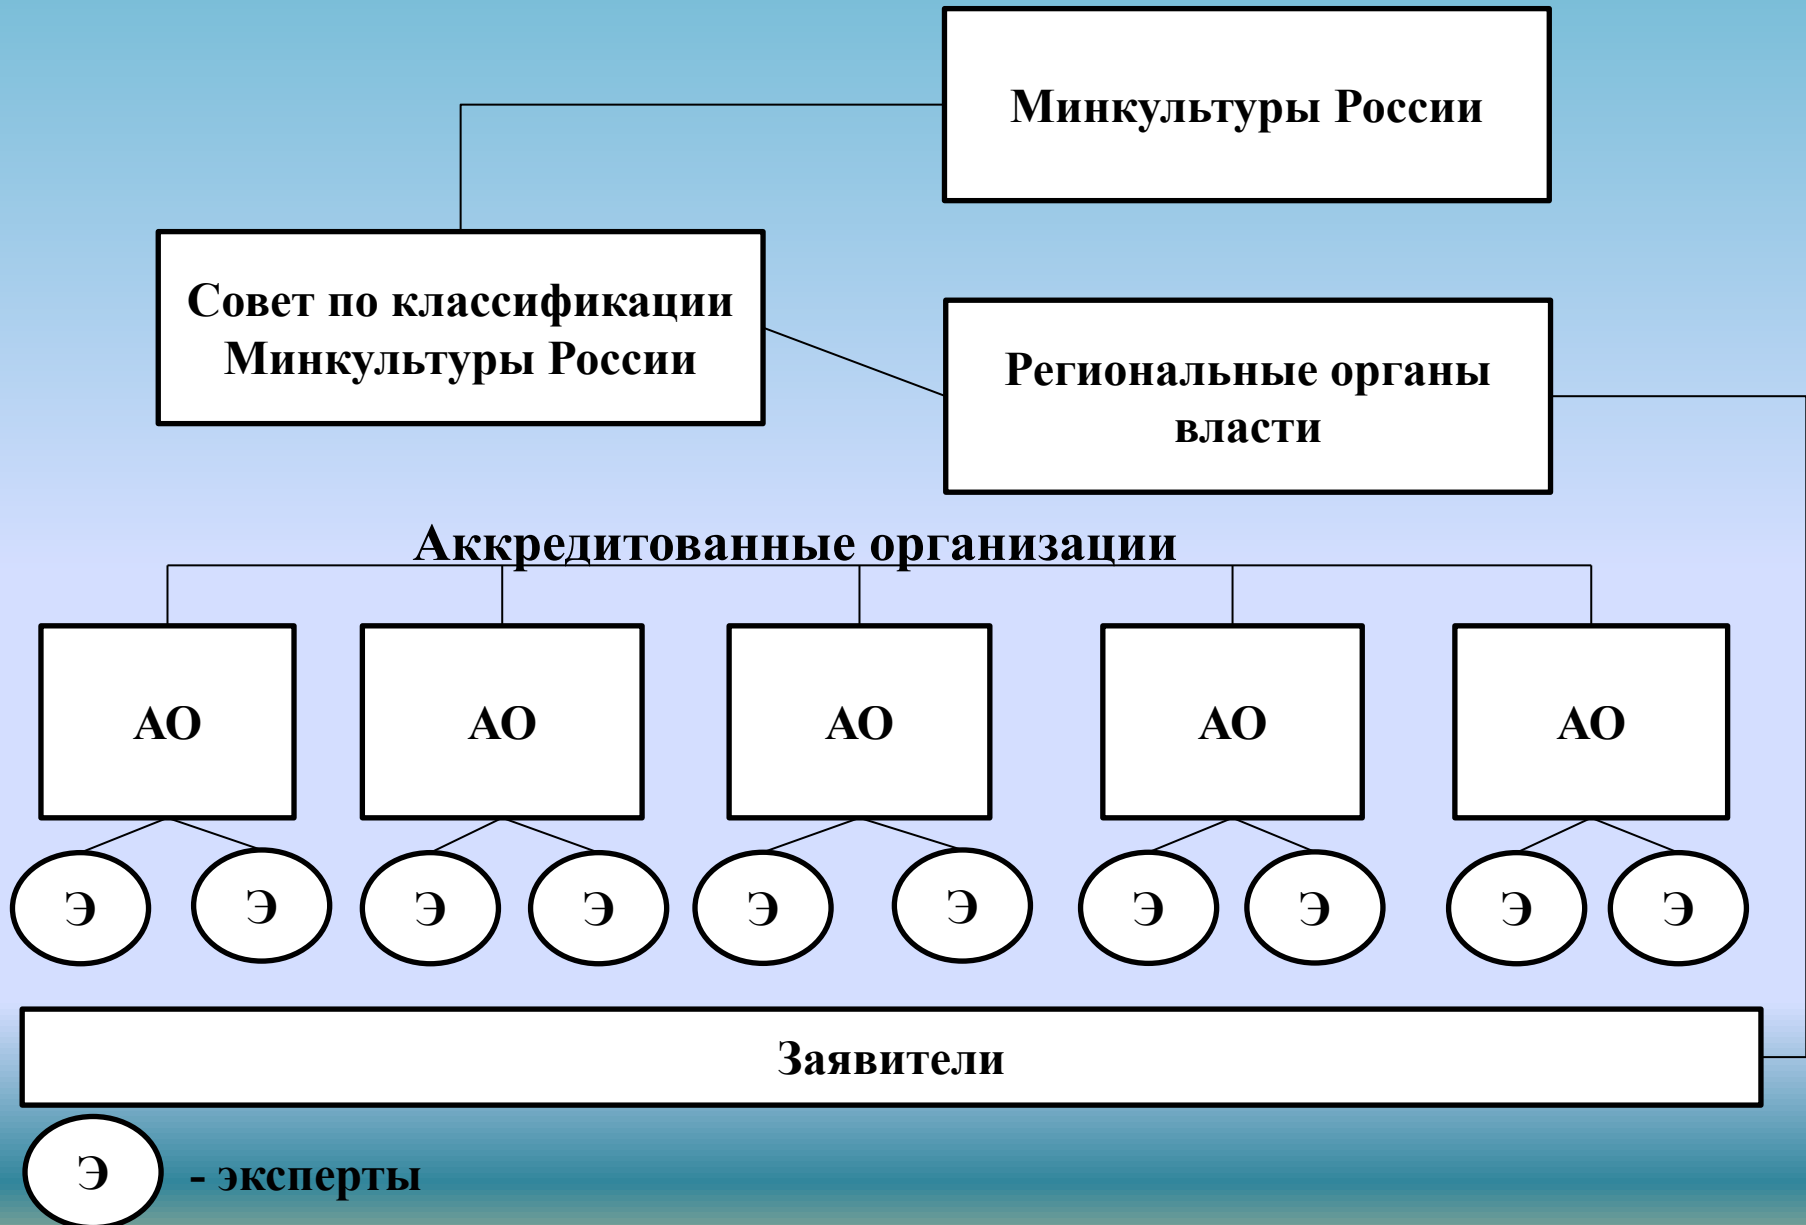 Минкультуры России
Совет по классификации
Минкультуры России
Региональные органы
власти
Аккредитованные организации
АО
АО
АО
АО
АО
Э
Э
Э
Э
Э
Э
Э
Э
Э
Э
Заявители
Э
- эксперты